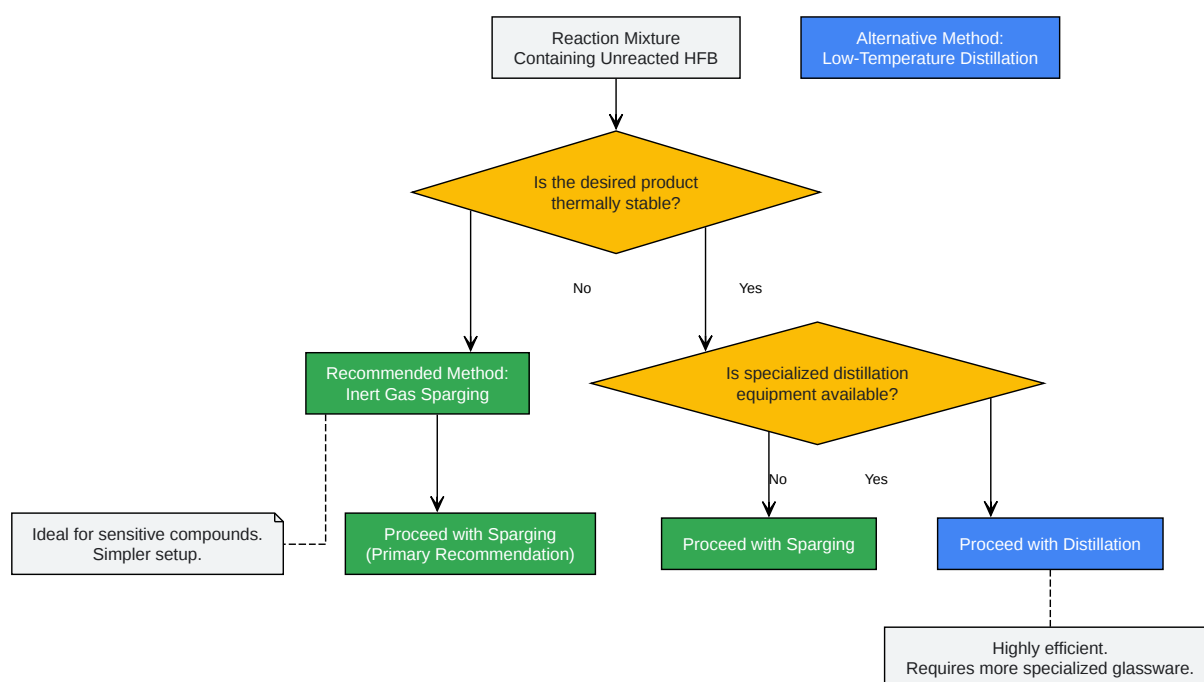 Reaction Mixture
Containing Unreacted HFB
Alternative Method:
Low-Temperature Distillation
Is the desired product
thermally stable?
No
Yes
Recommended Method:
Inert Gas Sparging
Is specialized distillation
equipment available?
No
Yes
Ideal for sensitive compounds.
Simpler setup.
Proceed with Sparging
(Primary Recommendation)
Proceed with Sparging
Proceed with Distillation
Highly efficient.
Requires more specialized glassware.